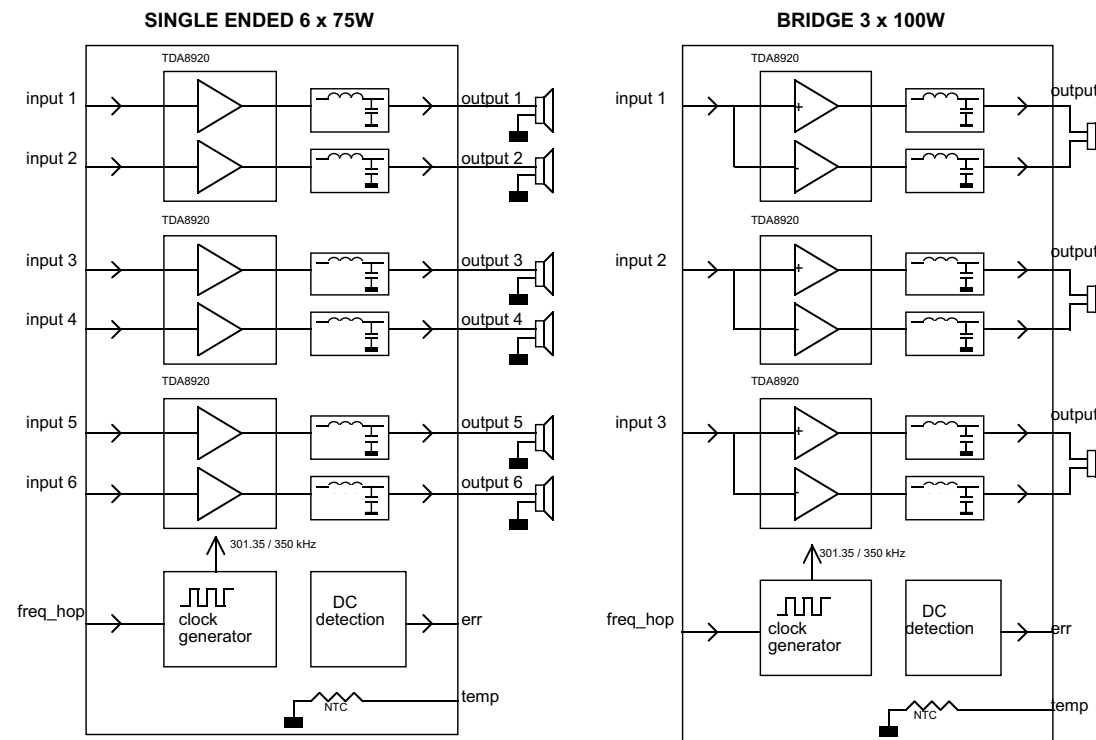 SINGLE ENDED 6 x 75W
TDA8920
input 1
output 1
input 2
output 2
TDA8920
input 3
output 3
input 4
output 4
TDA8920
input 5
output 5
input 6
output 6
301.35 / 350 kHz
freq_hop
clock
generator
DC
detection
err
temp
NTC
BRIDGE 3 x 100W
TDA8920
input 1
+
-
output
TDA8920
input 2
+
-
output
TDA8920
input 3
+
-
output
301.35 / 350 kHz
freq_hop
clock
generator
DC
detection
err
temp
NTC